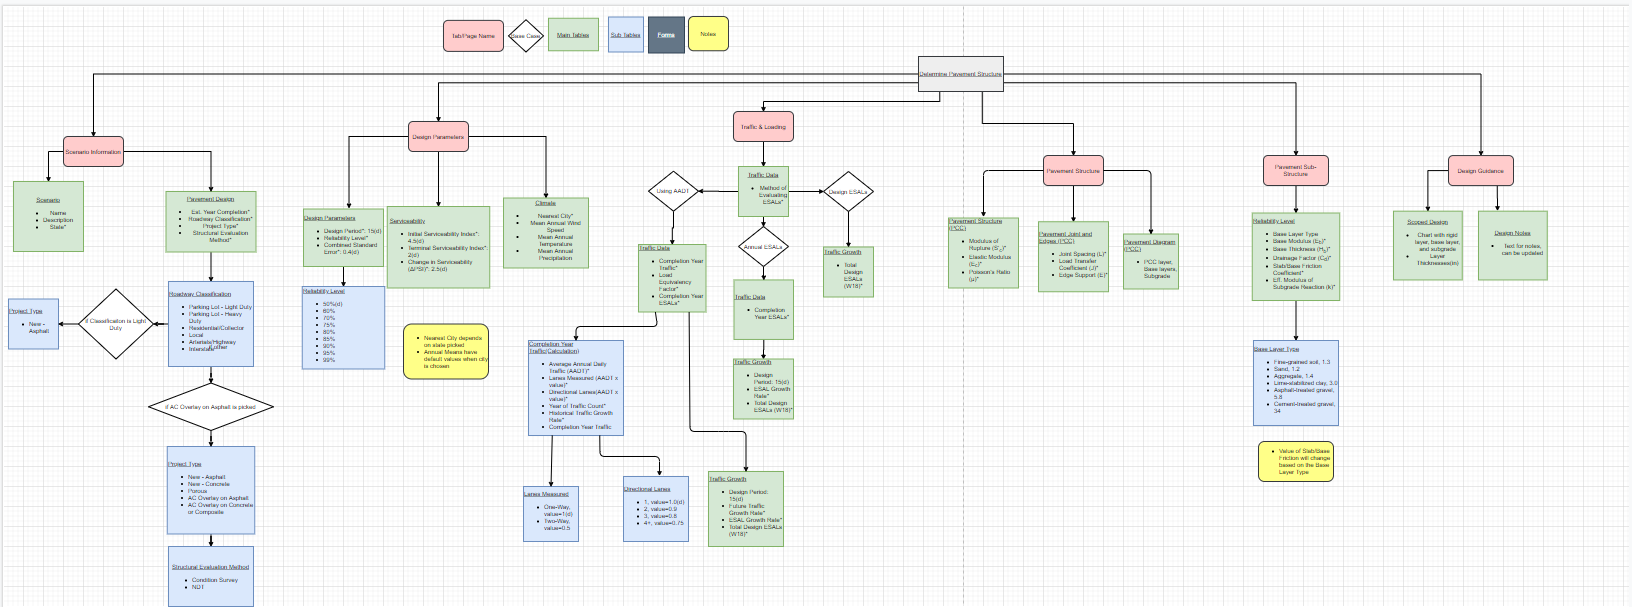 Tab/Page Name
Base Case
Main Tables
Sub Tables
Forms
Notes
Determine Pavement Structure
Scenario Information
Design Parameters
Traffic & Loading
Pavement Structure
Pavement Sub-
Structure
Design Guidance
Scenario
Name
Description
State*
Pavement Design
Est. Year Completion*
Roadway Classification*
Project Type*
Structural Evaluation
Method*
Roadway Classification
Parking Lot - Light Duty
Parking Lot - Heavy
Duty
Residential/Collector
Local
Arterials/Highway
Interstate
If other
If Classification is Light
Duty
Project Type
New -
Asphalt
If AC Overlay on Asphalt is picked
Project Type
New - Asphalt
New - Concrete
Porous
AC Overlay on Asphalt
AC Overlay on Concrete
or Composite
Structural Evaluation Method
Condition Survey
NDT
Design Parameters
Design Period*: 15(d)
Reliability Level*
Combined Standard
Error*: 0.4(d)
Reliability Level
50%(d)
60%
70%
75%
80%
85%
90%
95%
99%
Serviceability
Initial Serviceability Index*:
4.5(d)
Terminal Serviceability Index*:
2(d)
Change in Serviceability
(ΔPSI)*: 2.5(d)
Climate
Nearest City*
Mean Annual Wind
Speed
Mean Annual
Temperature
Mean Annual
Precipitation
Nearest City depends
on state picked
Annual Means have
default values when city
is chosen
Traffic Data
Method of
Evaluating
ESALs*
Using AADT
Design ESALs
Annual ESALs
Traffic Data
Completion Year
Traffic*
Load
Equivalency
Factor*
Completion Year
ESALs*
Traffic Growth
Total
Design
ESALs
(W18)*
Traffic Data
Completion
Year ESALs*
Traffic Growth
Design
Period: 15(d)
ESAL Growth
Rate*
Total Design
ESALs (W18)*
Completion Year
Traffic(Calculation)
Average Annual Daily
Traffic (AADT)*
Lanes Measured (AADT x
value)*
Directional Lanes(AADT x
value)*
Year of Traffic Count*
Historical Traffic Growth
Rate*
Completion Year Traffic
Lanes Measured
One-Way,
value=1(d)
Two-Way,
value=0.5
Directional Lanes
1, value=1.0(d)
2, value=0.9
3, value=0.8
4+, value=0.75
Traffic Growth
Design Period:
15(d)
Future Traffic
Growth Rate*
ESAL Growth Rate*
Total Design ESALs
(W18)*
Pavement Structure
(PCC)
Modulus of
Rupture (S'c)*
Elastic Modulus
(Ec)*
Poisson's Ratio
(μ)*
Pavement Joint and
Edges (PCC)
Joint Spacing (L)*
Load Transfer
Coefficient (J)*
Edge Support (E)*
Pavement Diagram
(PCC)
PCC layer,
Base layers,
Subgrade
Reliability Level
Base Layer Type
Base Modulus (Eb)*
Base Thickness (Hb)*
Drainage Factor (Cd)*
Slab/Base Friction
Coefficient*
Eff. Modulus of
Subgrade Reaction (k)*
Base Layer Type
Fine-grained soil, 1.3
Sand, 1.2
Aggregate, 1.4
Lime-stabilized clay, 3.0
Asphalt-treated gravel,
5.8
Cement-treated gravel,
34
Value of Slab/Base
Friction will change
based on the Base
Layer Type
Scoped Design
Chart with rigid
layer, base layer,
and subgrade
Layer
Thicknesses(in)
Design Notes
Text for notes,
can be updated